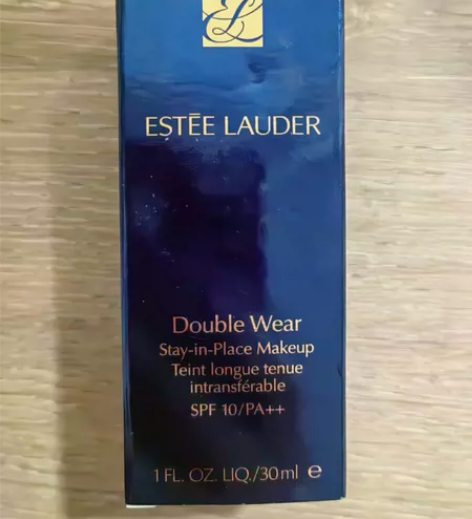 ESTĒE LAUDER
Double Wear
Stay-in-Place Makeup
Teint longue tenue
intransférable
SPF 10/PA++
1 FL. OZ. LIQ./30ml ℮